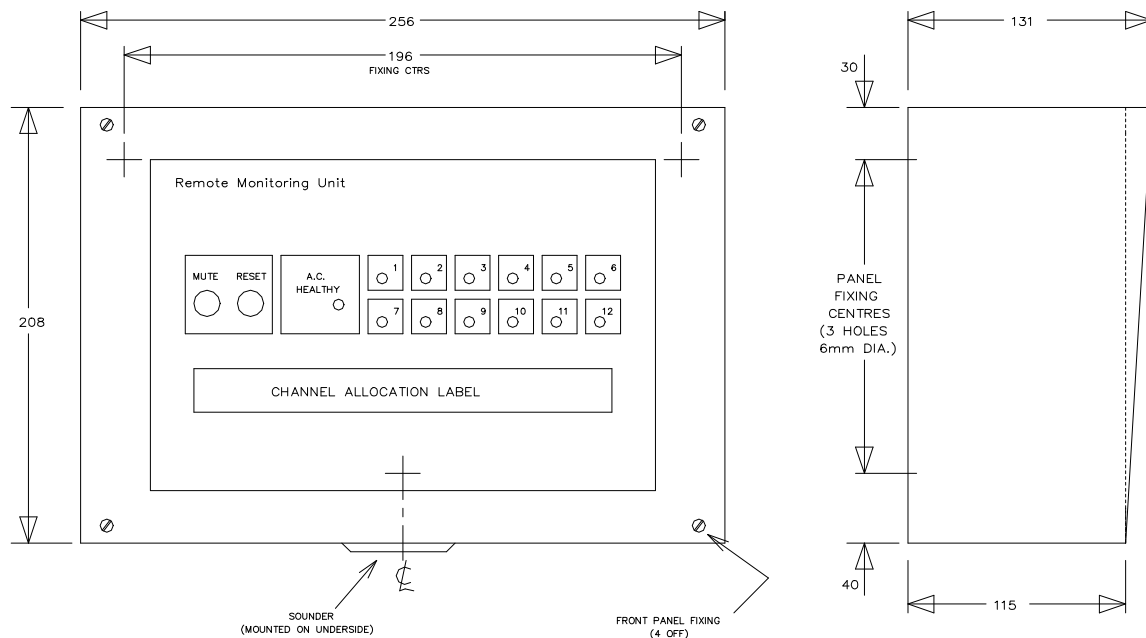 256
131
196
FIXING CTRS
30
Remote Monitoring Unit
MUTE RESET
A.C.
HEALTHY
1 2 3 4 5 6
7 8 9 10 11 12
208
PANEL
FIXING
CENTRES
(3 HOLES
6mm DIA.)
CHANNEL ALLOCATION LABEL
℄
40
115
SOUNDER
(MOUNTED ON UNDERSIDE)
FRONT PANEL FIXING
(4 OFF)